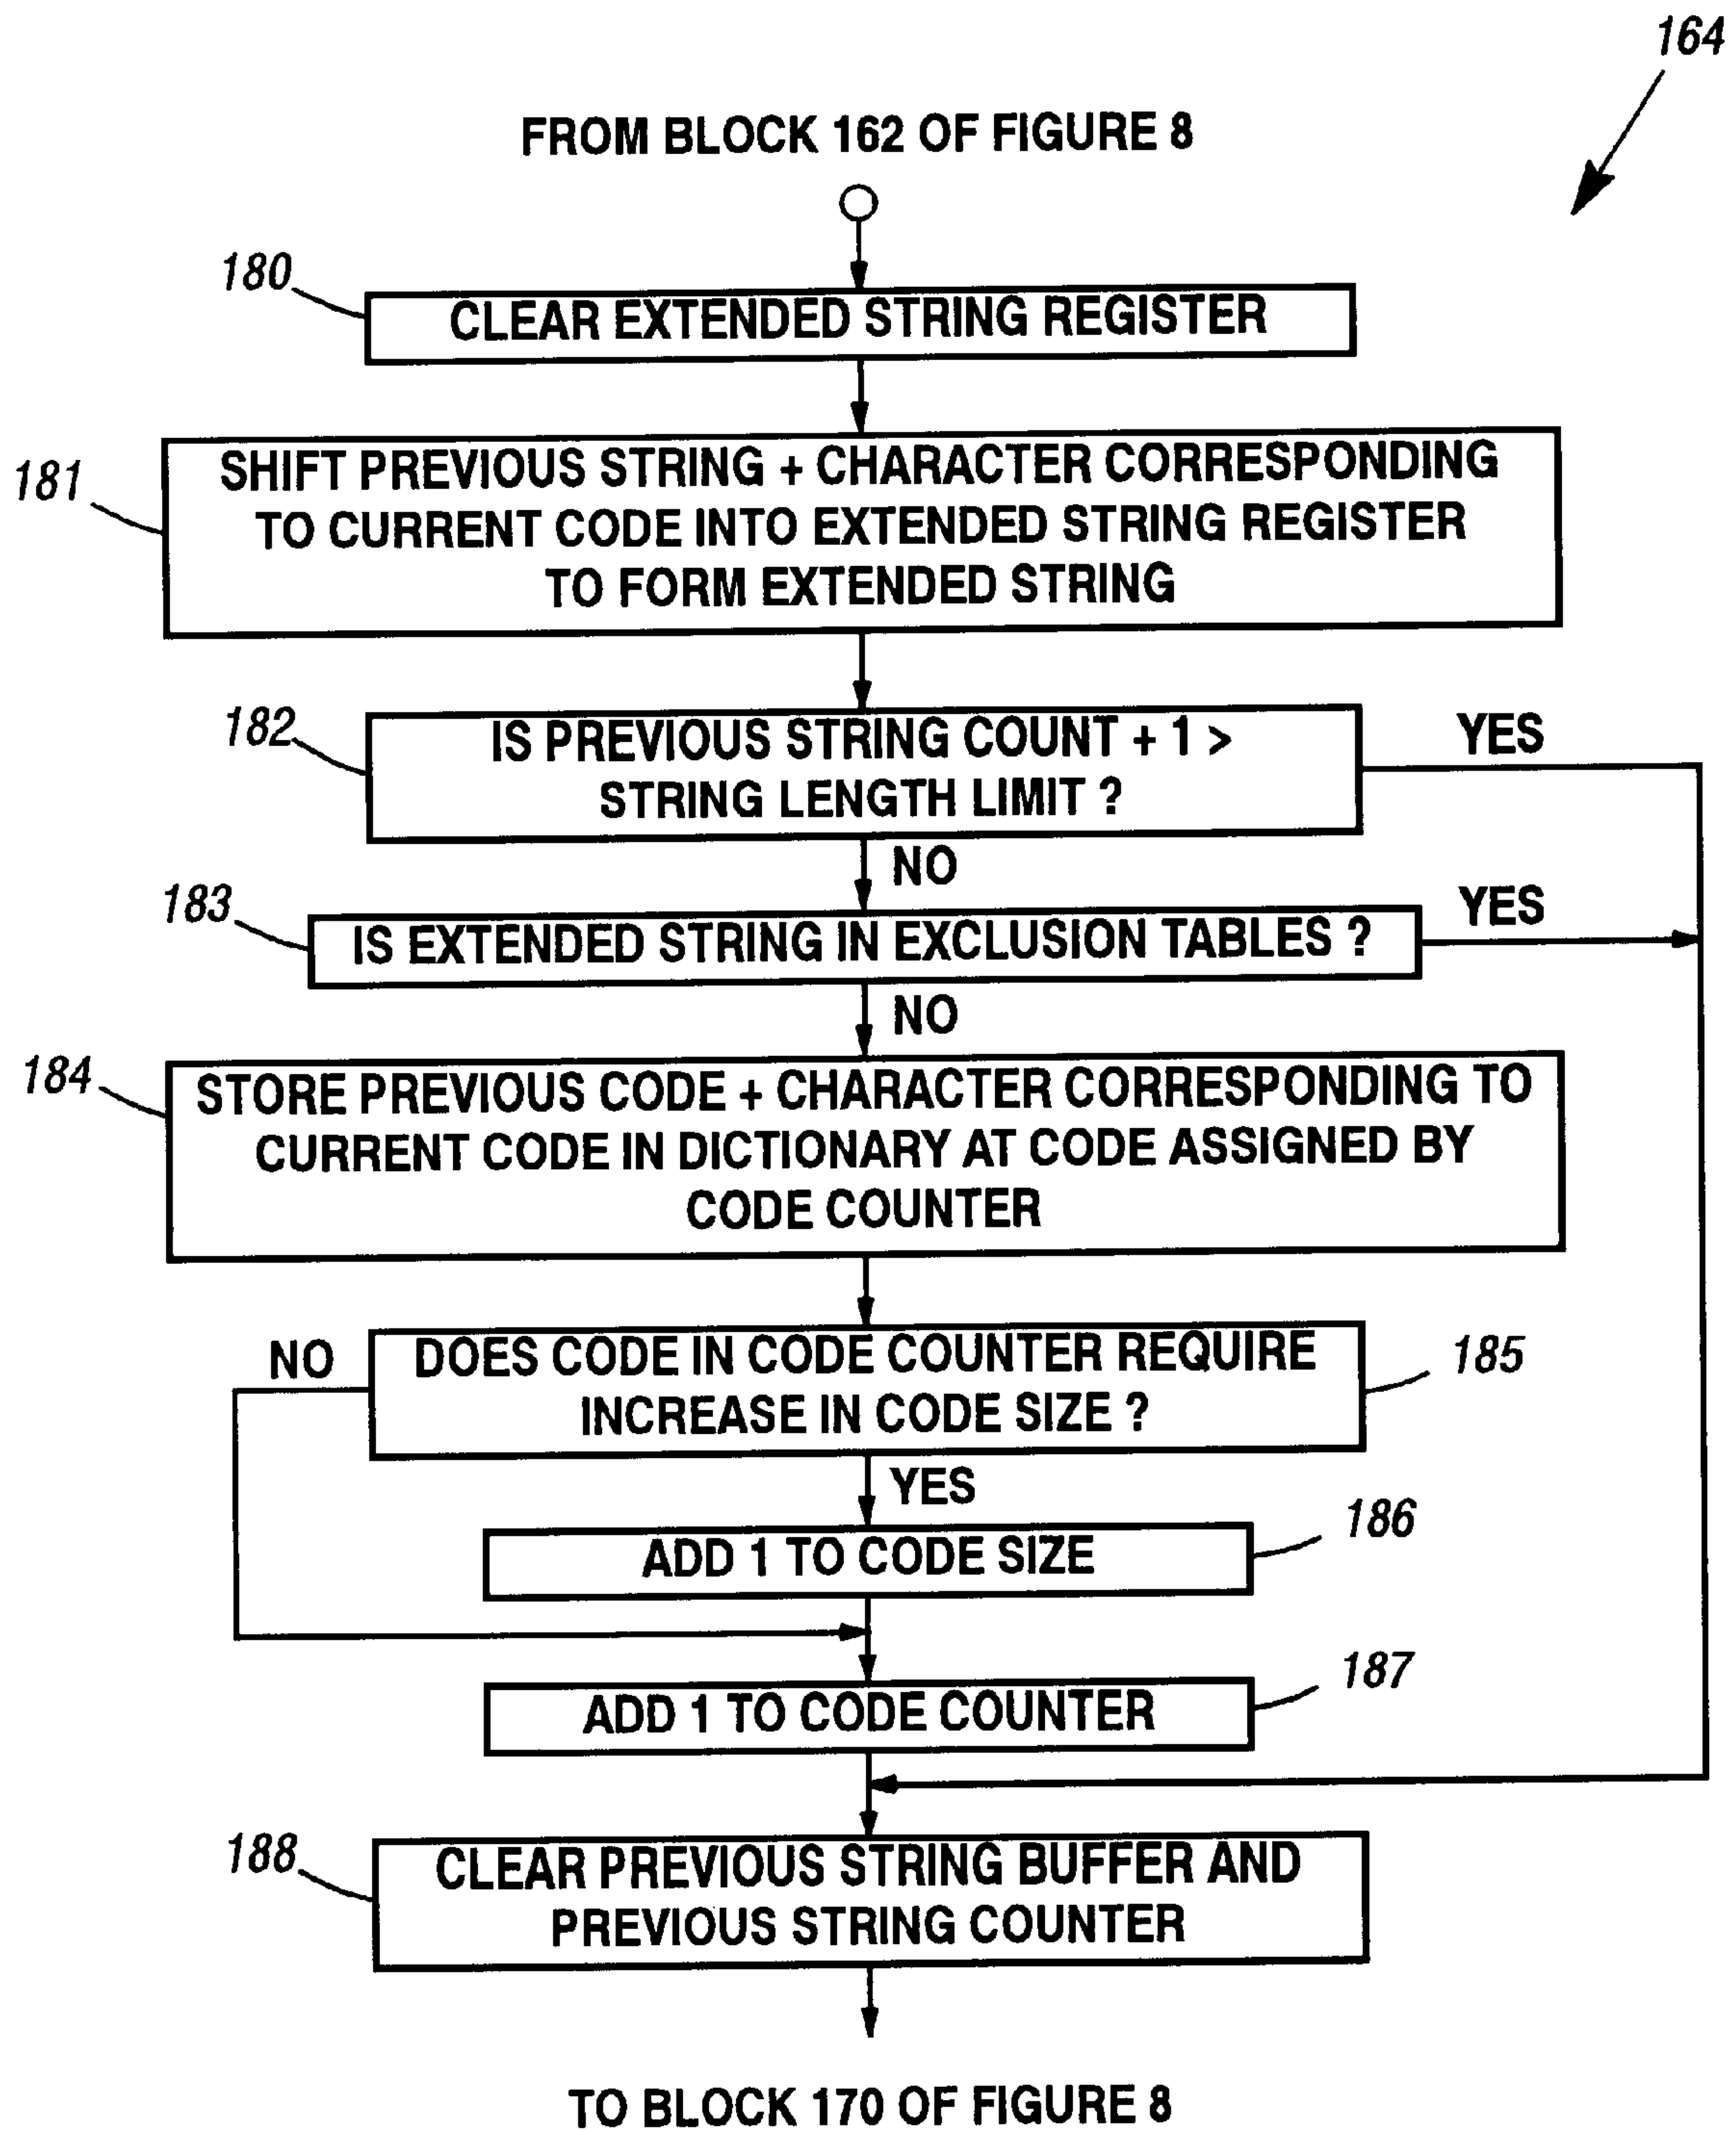 164
FROM BLOCK 162 OF FIGURE 8
180
CLEAR EXTENDED STRING REGISTER
181
SHIFT PREVIOUS STRING + CHARACTER CORRESPONDING
TO CURRENT CODE INTO EXTENDED STRING REGISTER
TO FORM EXTENDED STRING
182
IS PREVIOUS STRING COUNT + 1 >
STRING LENGTH LIMIT ?
YES
NO
183
IS EXTENDED STRING IN EXCLUSION TABLES ?
YES
NO
184
STORE PREVIOUS CODE + CHARACTER CORRESPONDING TO
CURRENT CODE IN DICTIONARY AT CODE ASSIGNED BY
CODE COUNTER
NO
DOES CODE IN CODE COUNTER REQUIRE
INCREASE IN CODE SIZE ?
185
YES
186
ADD 1 TO CODE SIZE
187
ADD 1 TO CODE COUNTER
188
CLEAR PREVIOUS STRING BUFFER AND
PREVIOUS STRING COUNTER
TO BLOCK 170 OF FIGURE 8